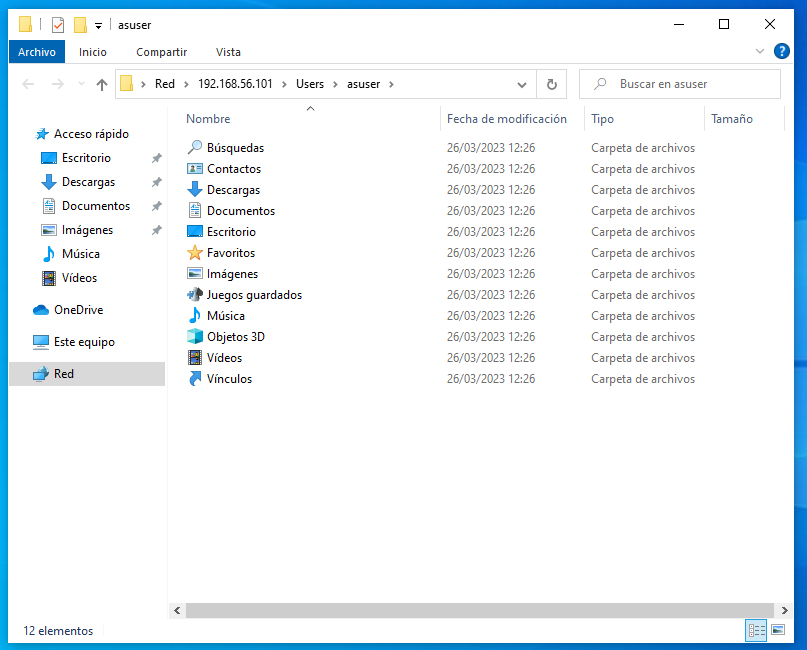 asuser
Archivo Inicio Compartir Vista
Red 192.168.56.101 Users asuser Buscar en asuser
Nombre Fecha de modificación Tipo Tamaño
Acceso rápido
Escritorio
Descargas
Documentos
Imágenes
Música
Vídeos
OneDrive
Este equipo
Red
Búsquedas 26/03/2023 12:26 Carpeta de archivos
Contactos 26/03/2023 12:26 Carpeta de archivos
Descargas 26/03/2023 12:26 Carpeta de archivos
Documentos 26/03/2023 12:26 Carpeta de archivos
Escritorio 26/03/2023 12:26 Carpeta de archivos
Favoritos 26/03/2023 12:26 Carpeta de archivos
Imágenes 26/03/2023 12:26 Carpeta de archivos
Juegos guardados 26/03/2023 12:26 Carpeta de archivos
Música 26/03/2023 12:26 Carpeta de archivos
Objetos 3D 26/03/2023 12:26 Carpeta de archivos
Vídeos 26/03/2023 12:26 Carpeta de archivos
Vínculos 26/03/2023 12:26 Carpeta de archivos
12 elementos